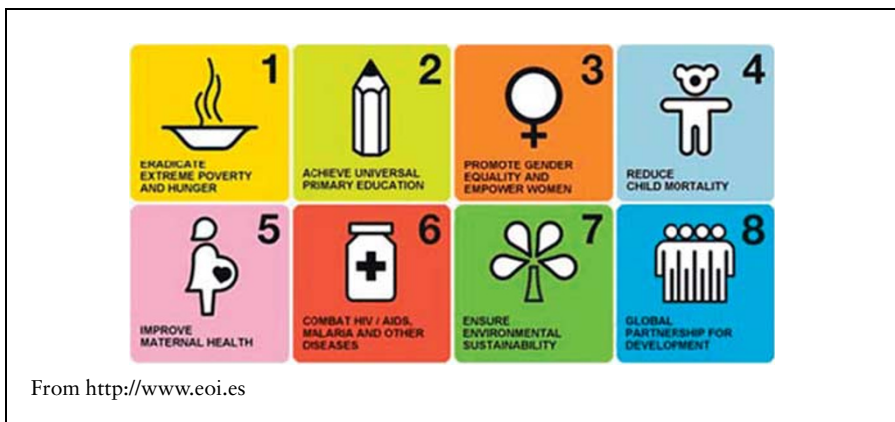 1
ERADICATE
EXTREME POVERTY
AND HUNGER
2
ACHIEVE UNIVERSAL
PRIMARY EDUCATION
3
PROMOTE GENDER
EQUALITY AND
EMPOWER WOMEN
4
REDUCE
CHILD MORTALITY
5
IMPROVE
MATERNAL HEALTH
6
COMBAT HIV / AIDS,
MALARIA AND OTHER
DISEASES
7
ENSURE
ENVIRONMENTAL
SUSTAINABILITY
8
GLOBAL
PARTNERSHIP FOR
DEVELOPMENT
From http://www.eoi.es